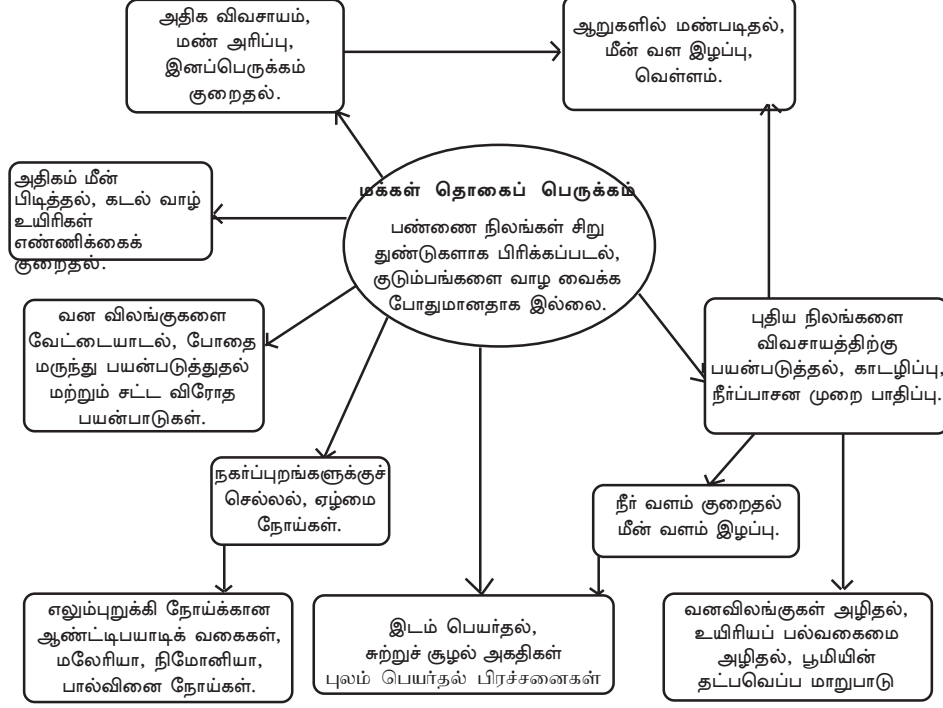 அதிக விவசாயம்,
மண் அரிப்பு,
இனப்பெருக்கம்
குறைதல்.
ஆறுகளில் மண்படிதல்,
மீன் வள இழப்பு,
வெள்ளம்.
மக்கள் தொகைப் பெருக்கம்
பண்ணை நிலங்கள் சிறு
துண்டுகளாக பிரிக்கப்படல்,
குடும்பங்களை வாழ வைக்க
போதுமானதாக இல்லை.
அதிகம் மீன்
பிடித்தல், கடல் வாழ்
உயிரிகள்
எண்ணிக்கைக்
குறைதல்.
வன விலங்குகளை
வேட்டையாடல், போதை
மருந்து பயன்படுத்துதல்
மற்றும் சட்ட விரோத
பயன்பாடுகள்.
புதிய நிலங்களை
விவசாயத்திற்கு
பயன்படுத்தல், காடழிப்பு,
நீர்ப்பாசன முறை பாதிப்பு.
நகர்ப்புறங்களுக்குச்
செல்லல், ஏழ்மை
நோய்கள்.
நீர் வளம் குறைதல்
மீன் வளம் இழப்பு.
எலும்புறுக்கி நோய்க்கான
ஆண்ட்டிபயாடிக் வகைகள்,
மலேரியா, நிமோனியா,
பால்வினை நோய்கள்.
இடம் பெயர்தல்,
சுற்றுச் சூழல் அகதிகள்
புலம் பெயர்தல் பிரச்சனைகள்
வனவிலங்குகள் அழிதல்,
உயிரியப் பல்வகைமை
அழிதல், பூமியின்
தட்பவெப்ப மாறுபாடு